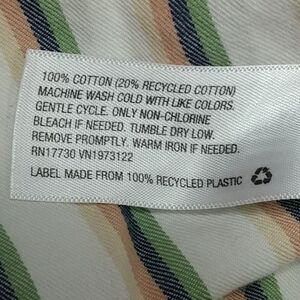 100% COTTON (20% RECYCLED COTTON)
MACHINE WASH COLD WITH LIKE COLORS.
GENTLE CYCLE. ONLY NON-CHLORINE
BLEACH IF NEEDED. TUMBLE DRY LOW.
REMOVE PROMPTLY. WARM IRON IF NEEDED.
RN17730 VN1973122
LABEL MADE FROM 100% RECYCLED PLASTIC